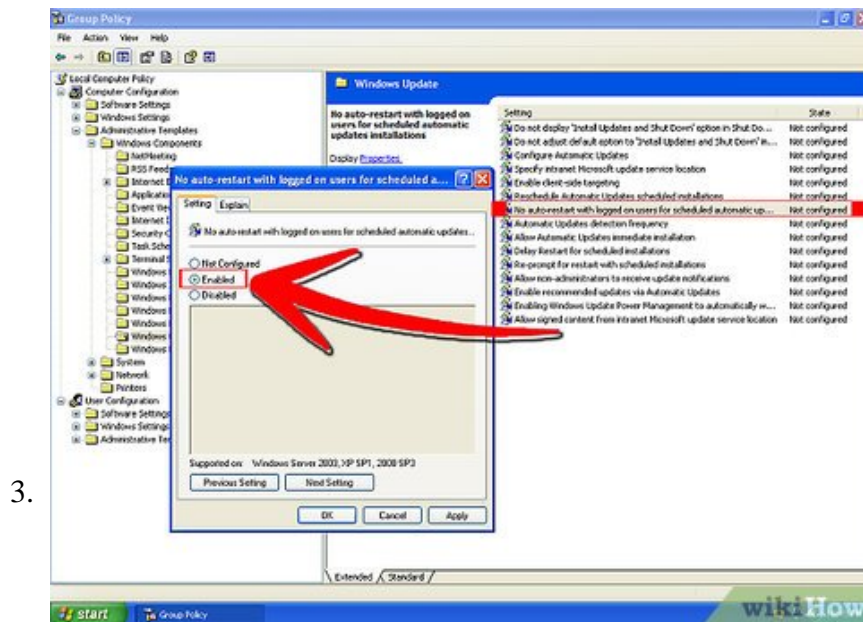 Group Policy
File Action View Help
Local Computer Policy
Computer Configuration
Software Settings
Windows Settings
Administrative Templates
Windows Components
NetMeeting
RSS Feed
Internet E
Applicatio
Event Vie
Internet I
Security C
Task Sche
Terminal S
Windows
Windows
Windows
Windows
Windows
Windows
Windows
System
Network
Printers
User Configuration
Software Settings
Windows Settings
Administrative Te
Windows Update
No auto-restart with logged on
users for scheduled automatic
updates installations
Display Properties
Setting State
Do not display 'Install Updates and Shut Down' option in Shut Do... Not configured
Do not adjust default option to 'Install Updates and Shut Down' in... Not configured
Configure Automatic Updates Not configured
Specify intranet Microsoft update service location Not configured
Enable client-side targeting Not configured
Reschedule Automatic Updates scheduled installations Not configured
No auto-restart with logged on users for scheduled automatic up... Not configured
Automatic Updates detection frequency Not configured
Allow Automatic Updates immediate installation Not configured
Delay Restart for scheduled installations Not configured
Re-prompt for restart with scheduled installations Not configured
Allow non-administrators to receive update notifications Not configured
Enable recommended updates via Automatic Updates Not configured
Enabling Windows Update Power Management to automatically w... Not configured
Allow signed content from intranet Microsoft update service location Not configured
No auto-restart with logged on users for scheduled a...
Setting Explain
No auto-restart with logged on users for scheduled automatic updates...
Not Configured
Enabled
Disabled
Supported on: Windows Server 2003, XP SP1, 2000 SP3
Previous Setting Next Setting
OK Cancel Apply
3.
Extended Standard
start Group Policy
wikiHow